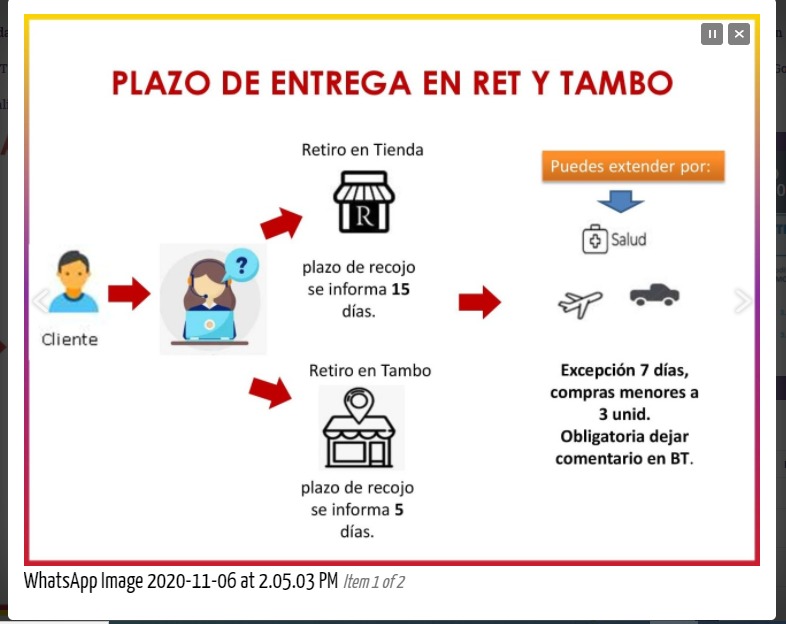 PLAZO DE ENTREGA EN RET Y TAMBO
Retiro en Tienda
R
plazo de recojo
se informa 15
días.
Cliente
?
Retiro en Tambo
plazo de recojo
se informa 5
días.
Puedes extender por:
Salud
Excepción 7 días,
compras menores a
3 unid.
Obligatoria dejar
comentario en BT.
WhatsApp Image 2020-11-06 at 2.05.03 PM Item 1 of 2